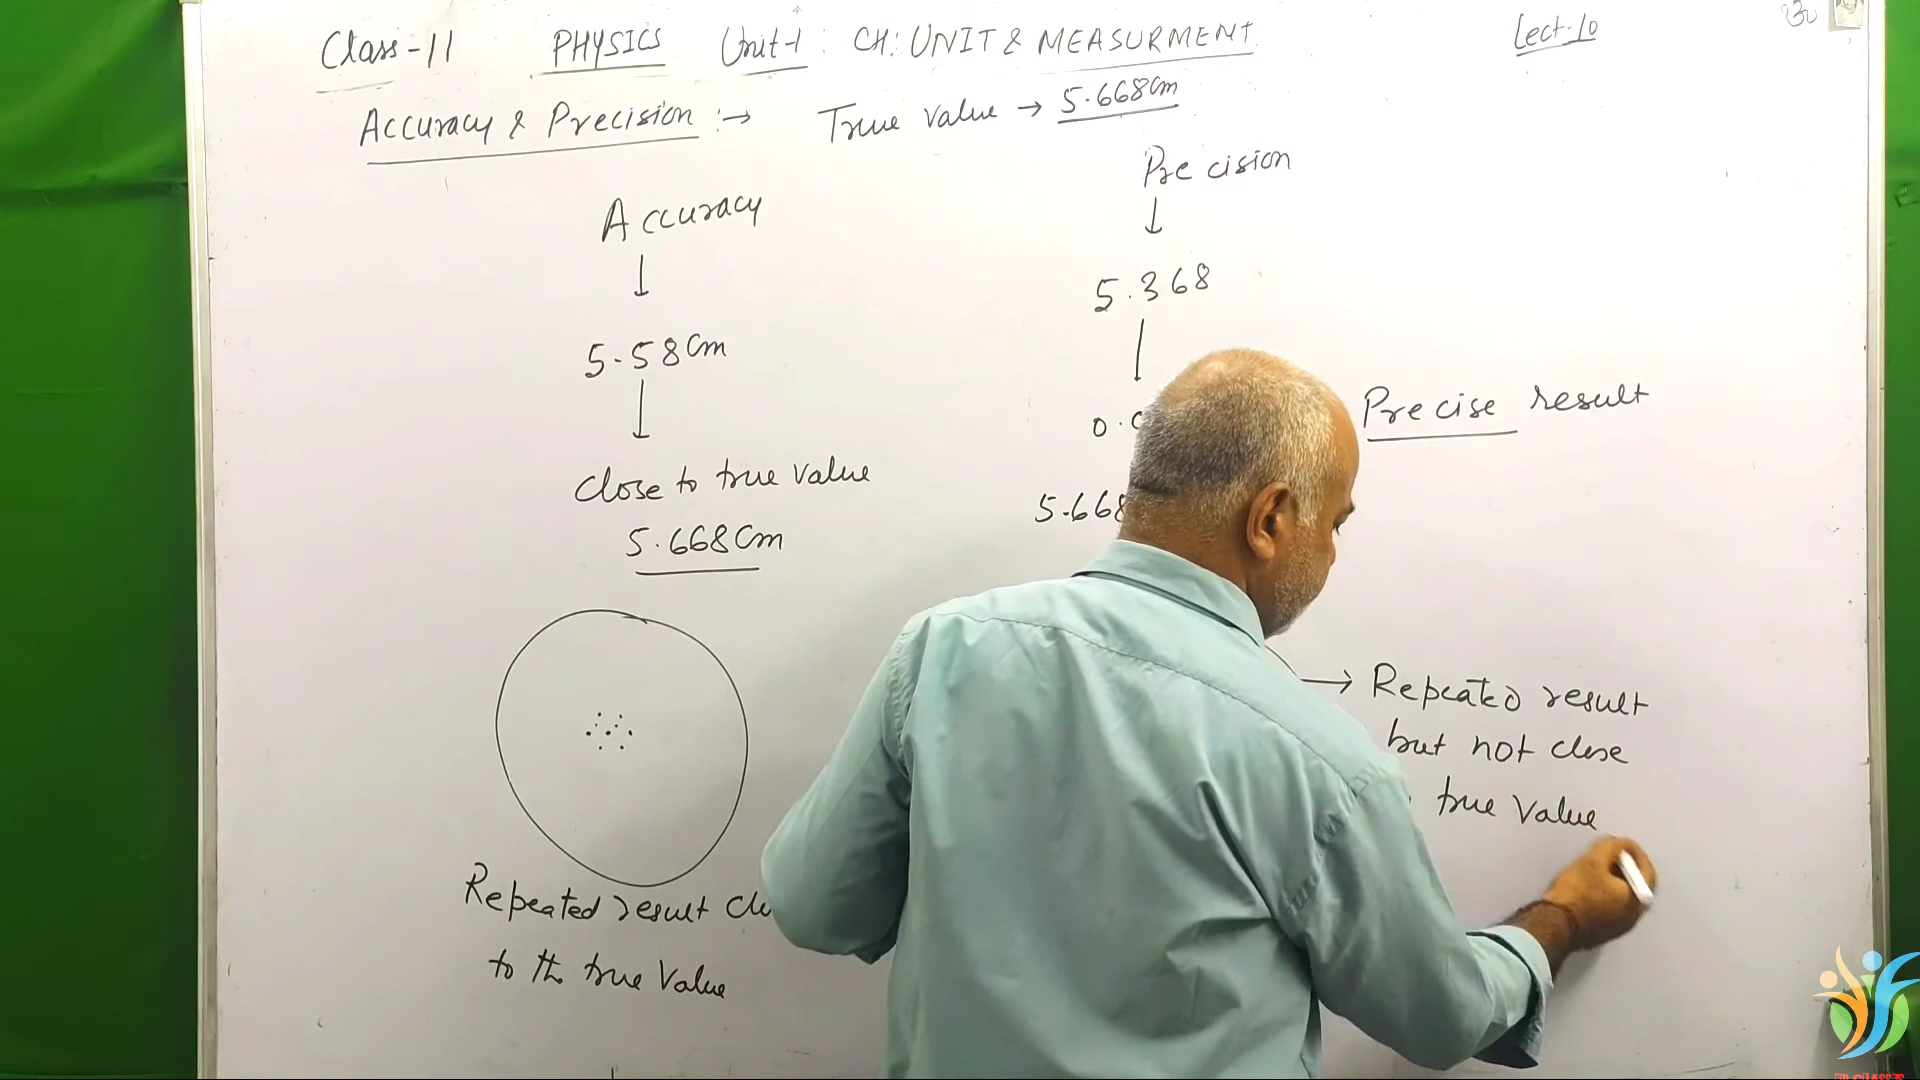 Class-11 PHYSICS Unit-1 : CH: UNIT & MEASURMENT Lect-10
Accuracy & Precision :→ True value → 5.668cm
Accuracy
↓
5.58cm
↓
Close to true value
5.668cm
Repeated result
to the true value
Precision
↓
5.368
↓
5.668
Precise result
→ Repeated result
but not close
true value